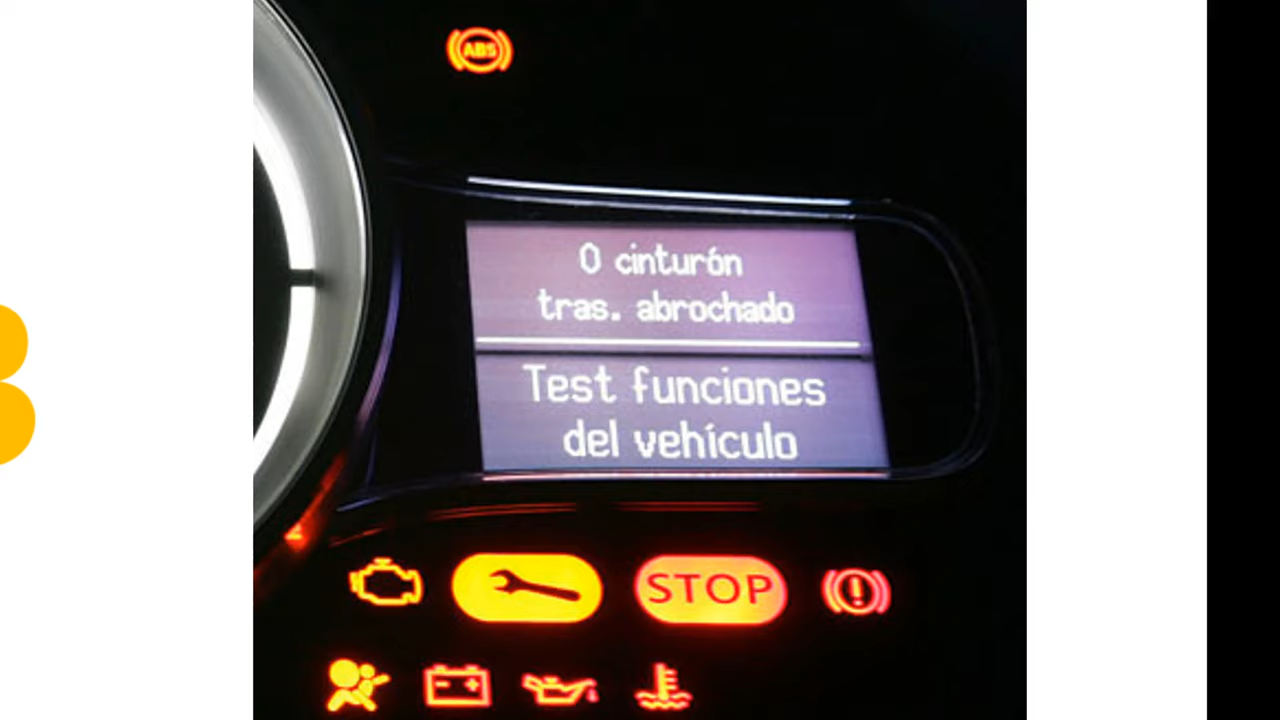 ABS
0 cinturón
tras. abrochado
Test funciones
del vehículo
STOP